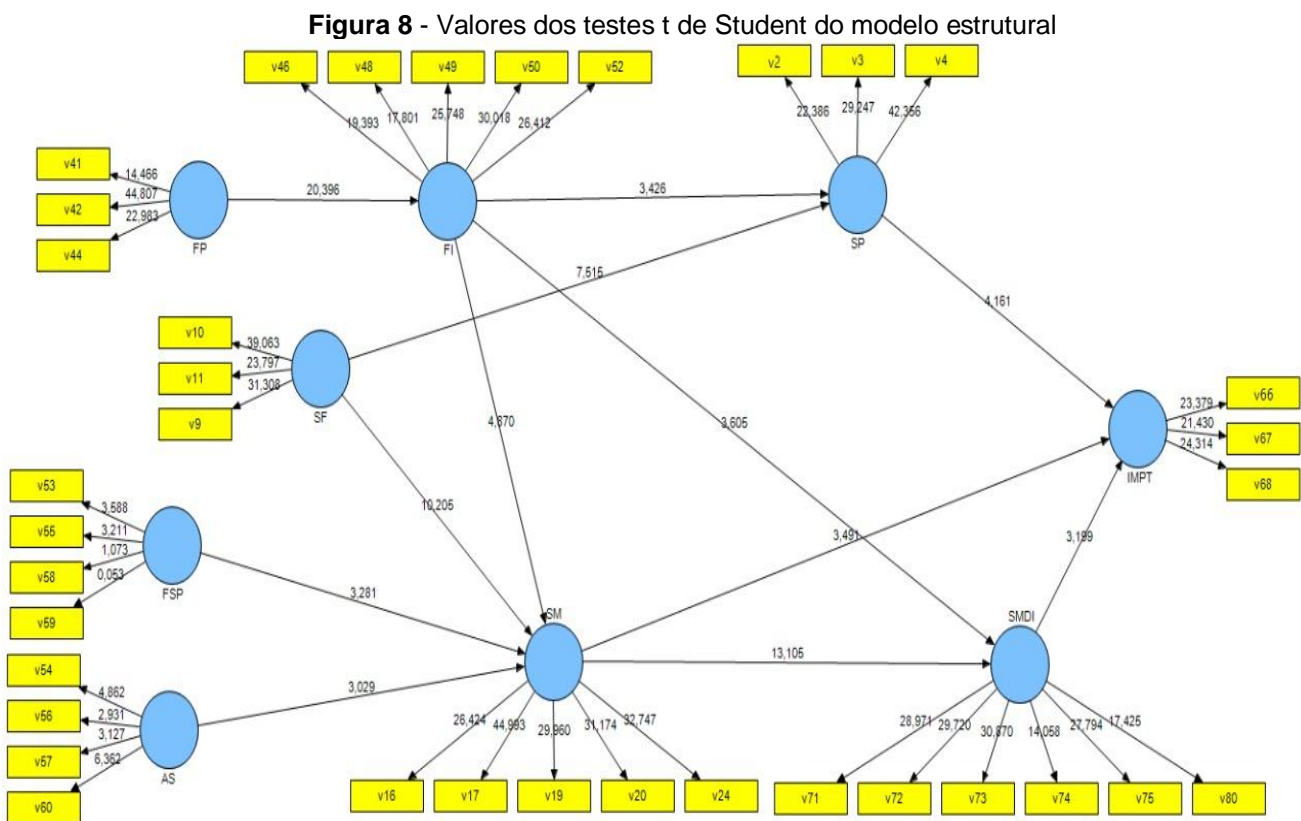 Figura 8 - Valores dos testes t de Student do modelo estrutural
v46 v48 v49 v50 v52
v2 v3 v4
19,393 17,801 25,748 30,018 26,412
22,386 29,247 42,356
v41
v42
v44
14,466
44,807
22,983
FP
20,396
FI
3,426
SP
7,515
4,161
v10
v11
v9
39,063
23,797
31,308
SF
4,870
3,605
10,205
v66
v67
v68
23,379
21,430
24,314
IMPT
v53
v55
v58
v59
3,588
3,211
1,073
0,053
FSP
3,281
3,491
3,199
SM
SMDI
13,105
v54
v56
v57
v60
4,862
2,931
3,127
6,362
AS
3,029
26,424 44,993 29,960 31,174 32,747
28,971 29,720 30,870 14,058 27,794 17,425
v16 v17 v19 v20 v24
v71 v72 v73 v74 v75 v80